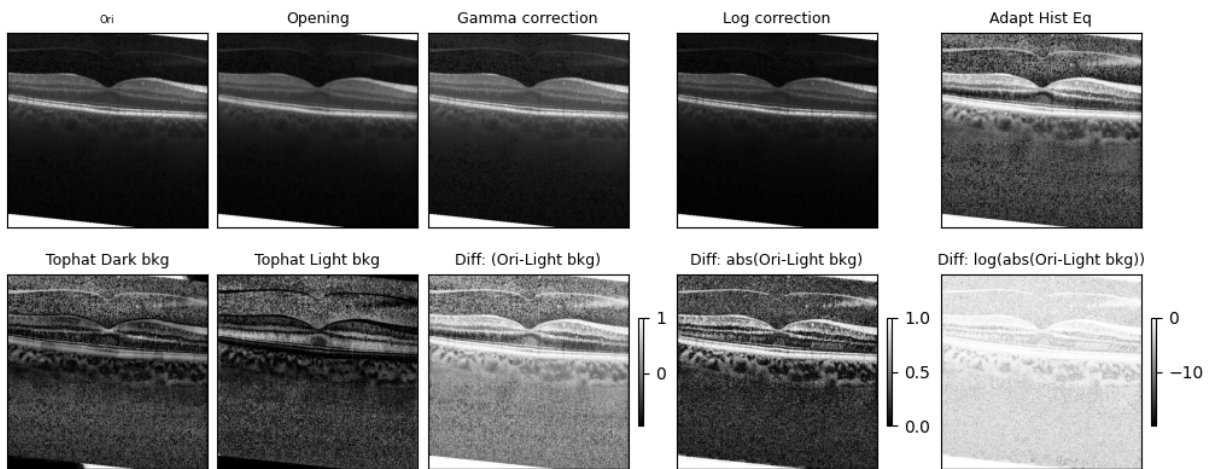 Ori
Opening
Gamma correction
Log correction
Adapt Hist Eq
Tophat Dark bkg
Tophat Light bkg
Diff: (Ori-Light bkg)
Diff: abs(Ori-Light bkg)
Diff: log(abs(Ori-Light bkg))
1
0
1.0
0.5
0.0
0
−10